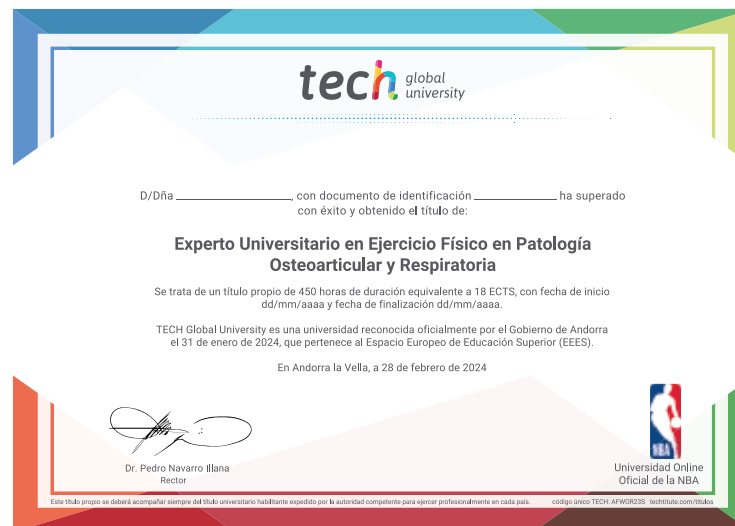 tech global university
D/Dña ____________, con documento de identificación ____________ ha superado
con éxito y obtenido el título de:
Experto Universitario en Ejercicio Físico en Patología
Osteoarticular y Respiratoria
Se trata de un título propio de 450 horas de duración equivalente a 18 ECTS, con fecha de inicio
dd/mm/aaaa y fecha de finalización dd/mm/aaaa.
TECH Global University es una universidad reconocida oficialmente por el Gobierno de Andorra
el 31 de enero de 2024, que pertenece al Espacio Europeo de Educación Superior (EEES).
En Andorra la Vella, a 28 de febrero de 2024
NBA
Dr. Pedro Navarro Illana
Rector
Universidad Online
Oficial de la NBA
Este título propio se deberá acompañar siempre del título universitario habilitante expedido por la autoridad competente para ejercer profesionalmente en cada país.
código único TECH: AFWOR23S techtitute.com/titulos